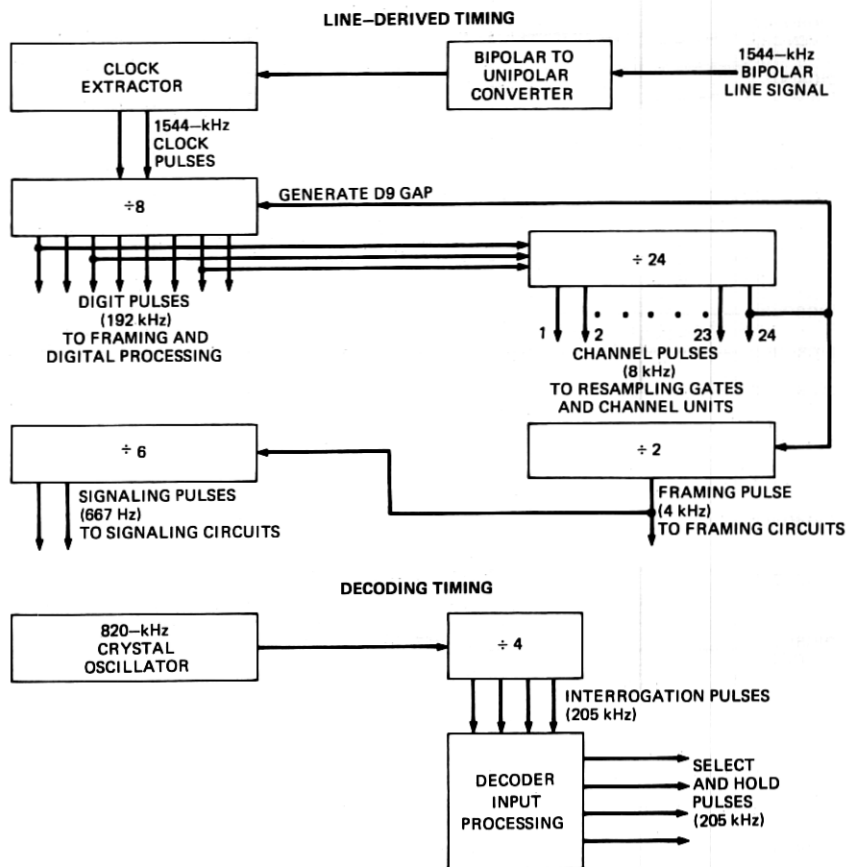 LINE–DERIVED TIMING
CLOCK
EXTRACTOR
BIPOLAR TO
UNIPOLAR
CONVERTER
1544–kHz
BIPOLAR
LINE SIGNAL
1544–kHz
CLOCK
PULSES
÷8
GENERATE D9 GAP
÷ 24
DIGIT PULSES
(192 kHz)
TO FRAMING AND
DIGITAL PROCESSING
1 2 . . . . . 23 24
CHANNEL PULSES
(8 kHz)
TO RESAMPLING GATES
AND CHANNEL UNITS
÷ 6
÷ 2
SIGNALING PULSES
(667 Hz)
TO SIGNALING CIRCUITS
FRAMING PULSE
(4 kHz)
TO FRAMING CIRCUITS
DECODING TIMING
820–kHz
CRYSTAL
OSCILLATOR
÷ 4
INTERROGATION PULSES
(205 kHz)
DECODER
INPUT
PROCESSING
SELECT
AND HOLD
PULSES
(205 kHz)